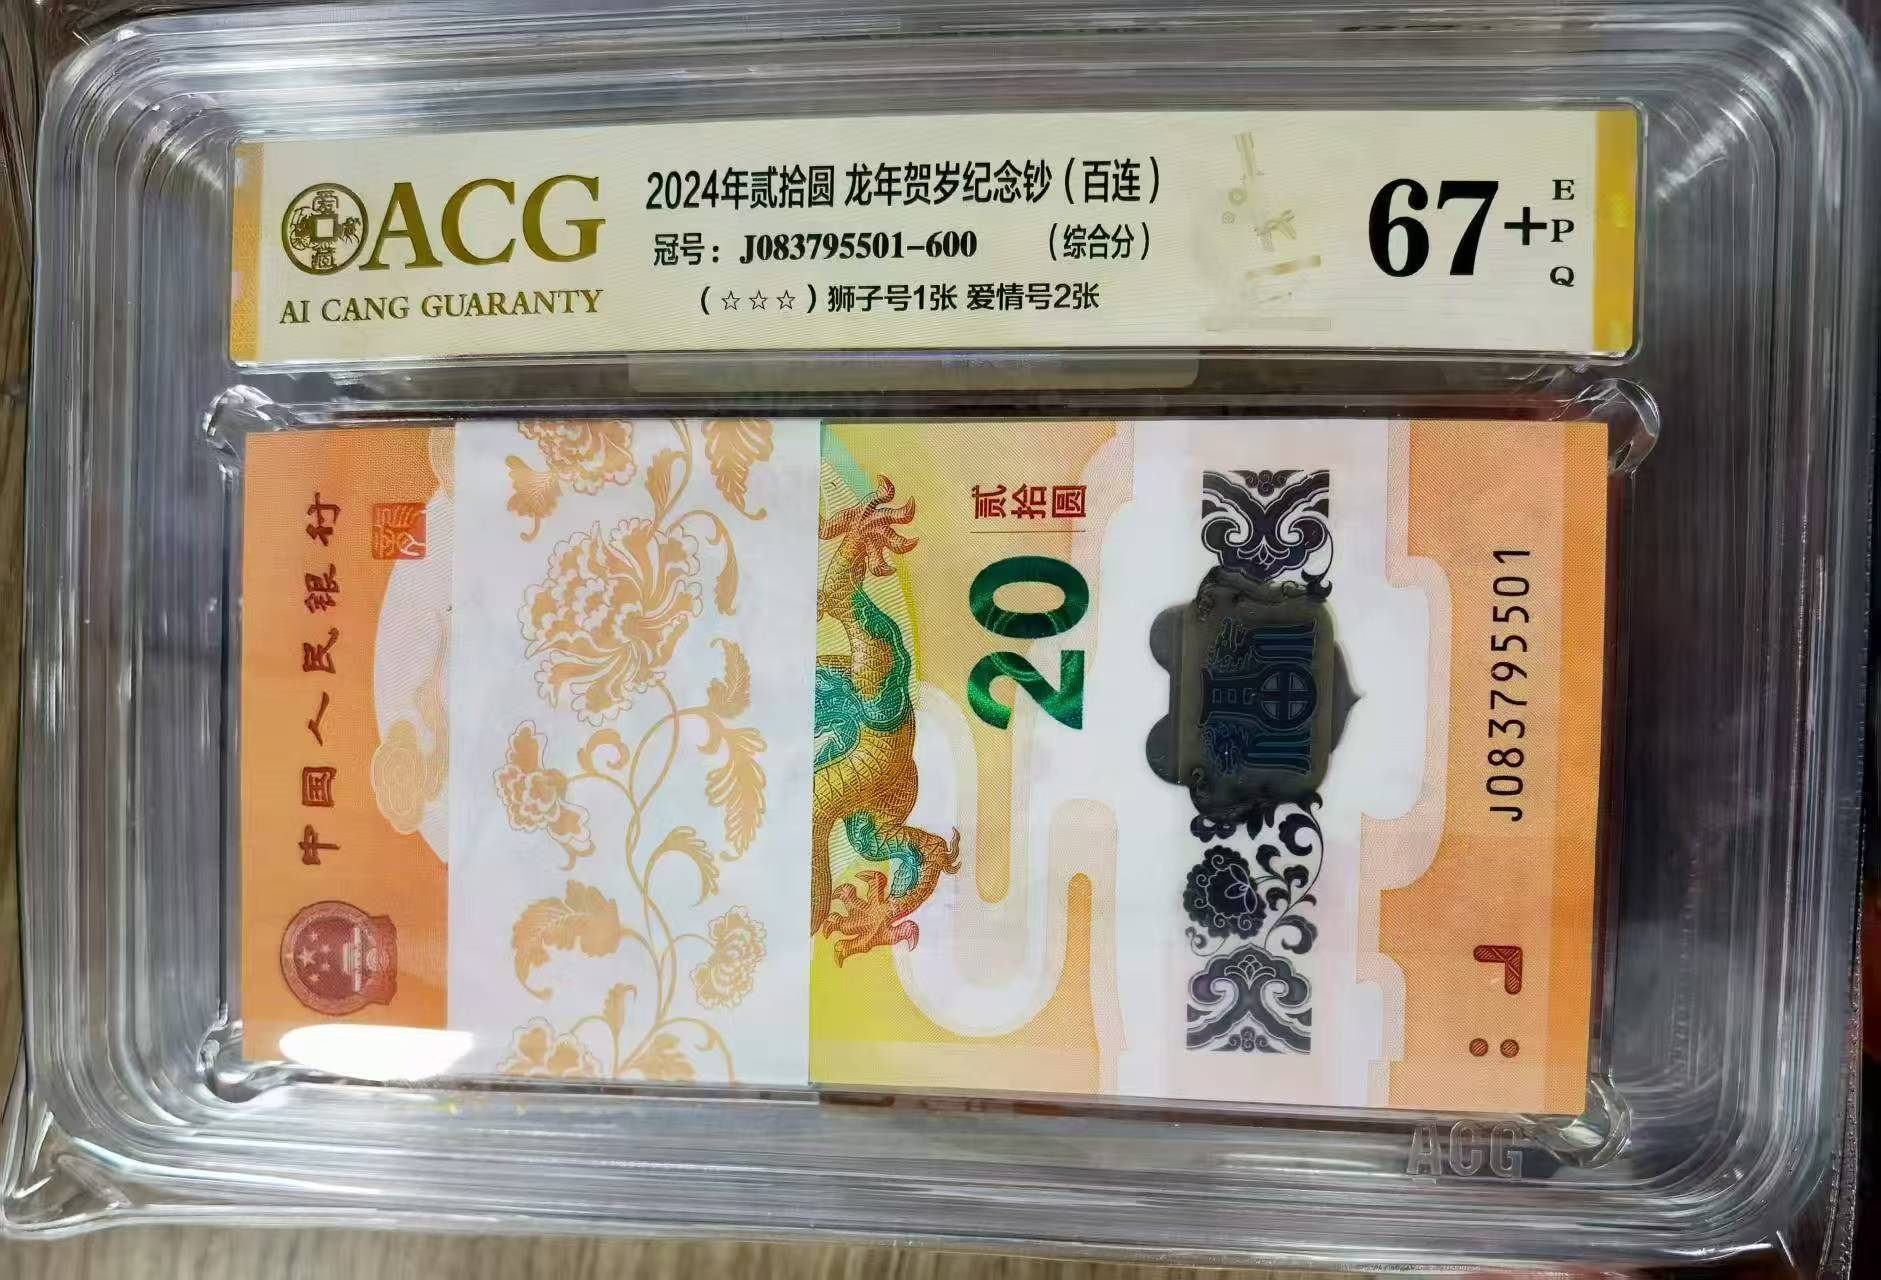 ACG
AI CANG GUARANTY
2024年贰拾圆 龙年贺岁纪念钞（百连）
冠号：J083795501-600 （综合分）
（☆☆☆）狮子号1张 爱情号2张
67+EPQ
中国人民银行
贰拾圆
20
J083795501
ACG